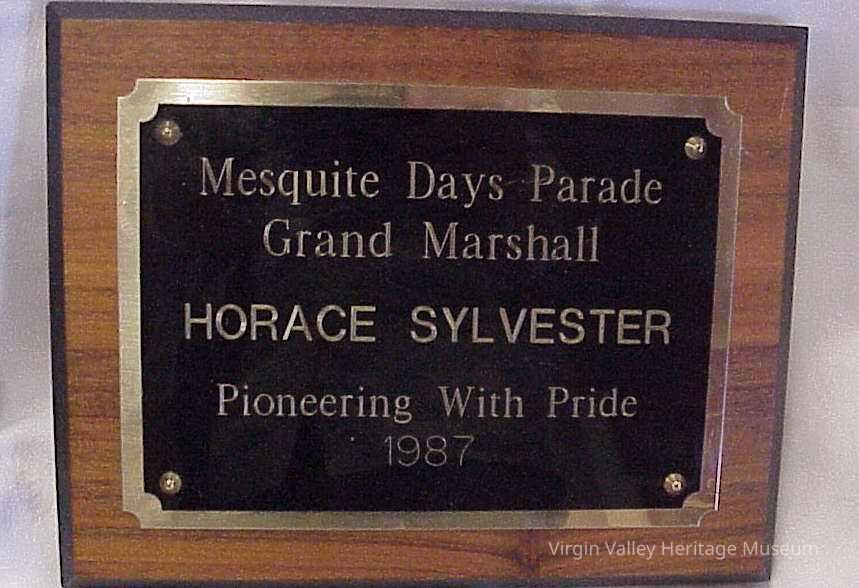 Mesquite Days Parade
Grand Marshall
HORACE SYLVESTER
Pioneering With Pride
1987
Virgin Valley Heritage Museum